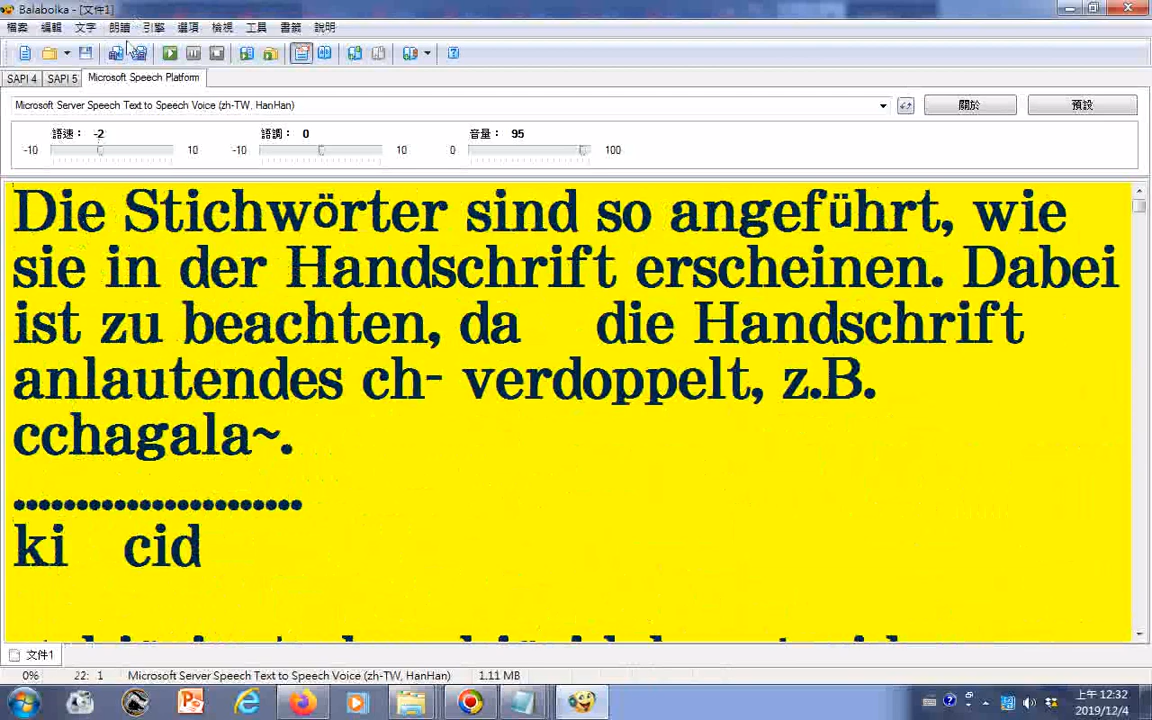 Balabolka - [文件1]
檔案 編輯 文字 朗讀 引擎 選項 檢視 工具 書籤 說明
SAPI 4 SAPI 5 Microsoft Speech Platform
Microsoft Server Speech Text to Speech Voice (zh-TW, HanHan) 關於 預設
語速： -2 語調： 0 音量： 95
-10 10 -10 10 0 100
Die Stichwörter sind so angeführt, wie
sie in der Handschrift erscheinen. Dabei
ist zu beachten, da die Handschrift
anlautendes ch- verdoppelt, z.B.
cchagala~.
.......................
ki cid
文件1
0% 22: 1 Microsoft Server Speech Text to Speech Voice (zh-TW, HanHan) 1.11 MB
上午 12:32
2019/12/4